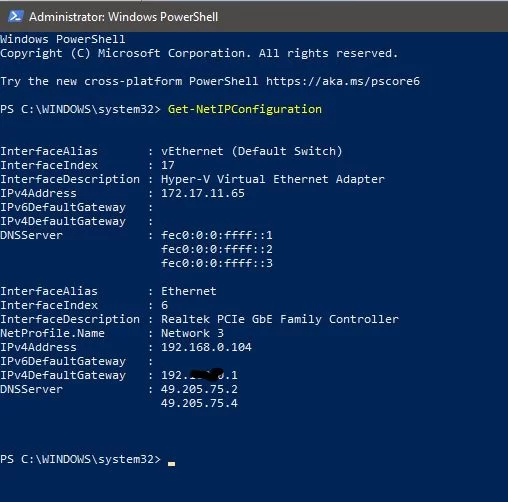 Administrator: Windows PowerShell
Windows PowerShell
Copyright (C) Microsoft Corporation. All rights reserved.
Try the new cross-platform PowerShell https://aka.ms/pscore6
PS C:\WINDOWS\system32> Get-NetIPConfiguration
InterfaceAlias : vEthernet (Default Switch)
InterfaceIndex : 17
InterfaceDescription : Hyper-V Virtual Ethernet Adapter
IPv4Address : 172.17.11.65
IPv6DefaultGateway :
IPv4DefaultGateway :
DNSServer : fec0:0:0:ffff::1
fec0:0:0:ffff::2
fec0:0:0:ffff::3
InterfaceAlias : Ethernet
InterfaceIndex : 6
InterfaceDescription : Realtek PCIe GbE Family Controller
NetProfile.Name : Network 3
IPv4Address : 192.168.0.104
IPv6DefaultGateway :
IPv4DefaultGateway : 192. .1
DNSServer : 49.205.75.2
49.205.75.4
PS C:\WINDOWS\system32>